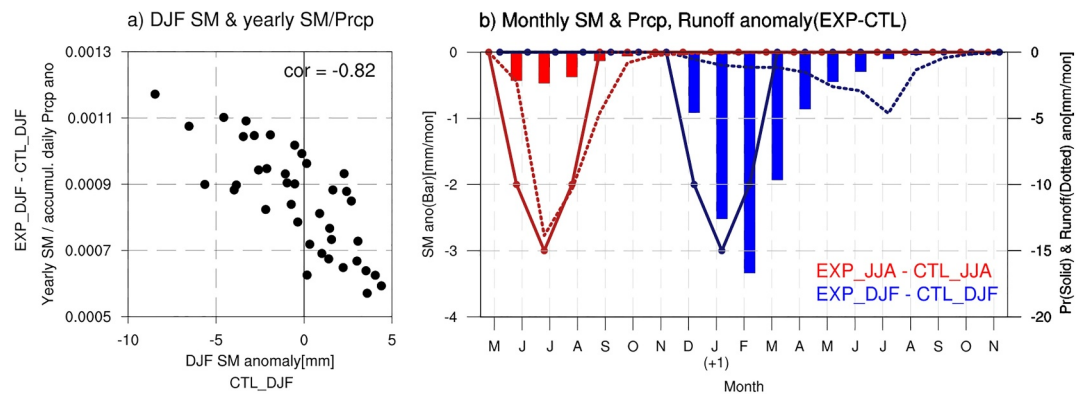 a) DJF SM & yearly SM/Prcp
cor = -0.82
0.0013
0.0011
0.0009
0.0007
0.0005
EXP_DJF - CTL_DJF
Yearly SM / accumul. daily Prcp ano
-10
-5
0
5
DJF SM anomaly[mm]
CTL_DJF
b) Monthly SM & Prcp, Runoff anomaly(EXP-CTL)
0
-1
-2
-3
-4
SM ano(Bar)[mm/mon]
0
-5
-10
-15
-20
Pr(Solid) & Runoff(Dotted) ano[mm/mon]
EXP_JJA - CTL_JJA
EXP_DJF - CTL_DJF
M J J A S O N D J F M A M J J A S O N
(+1)
Month